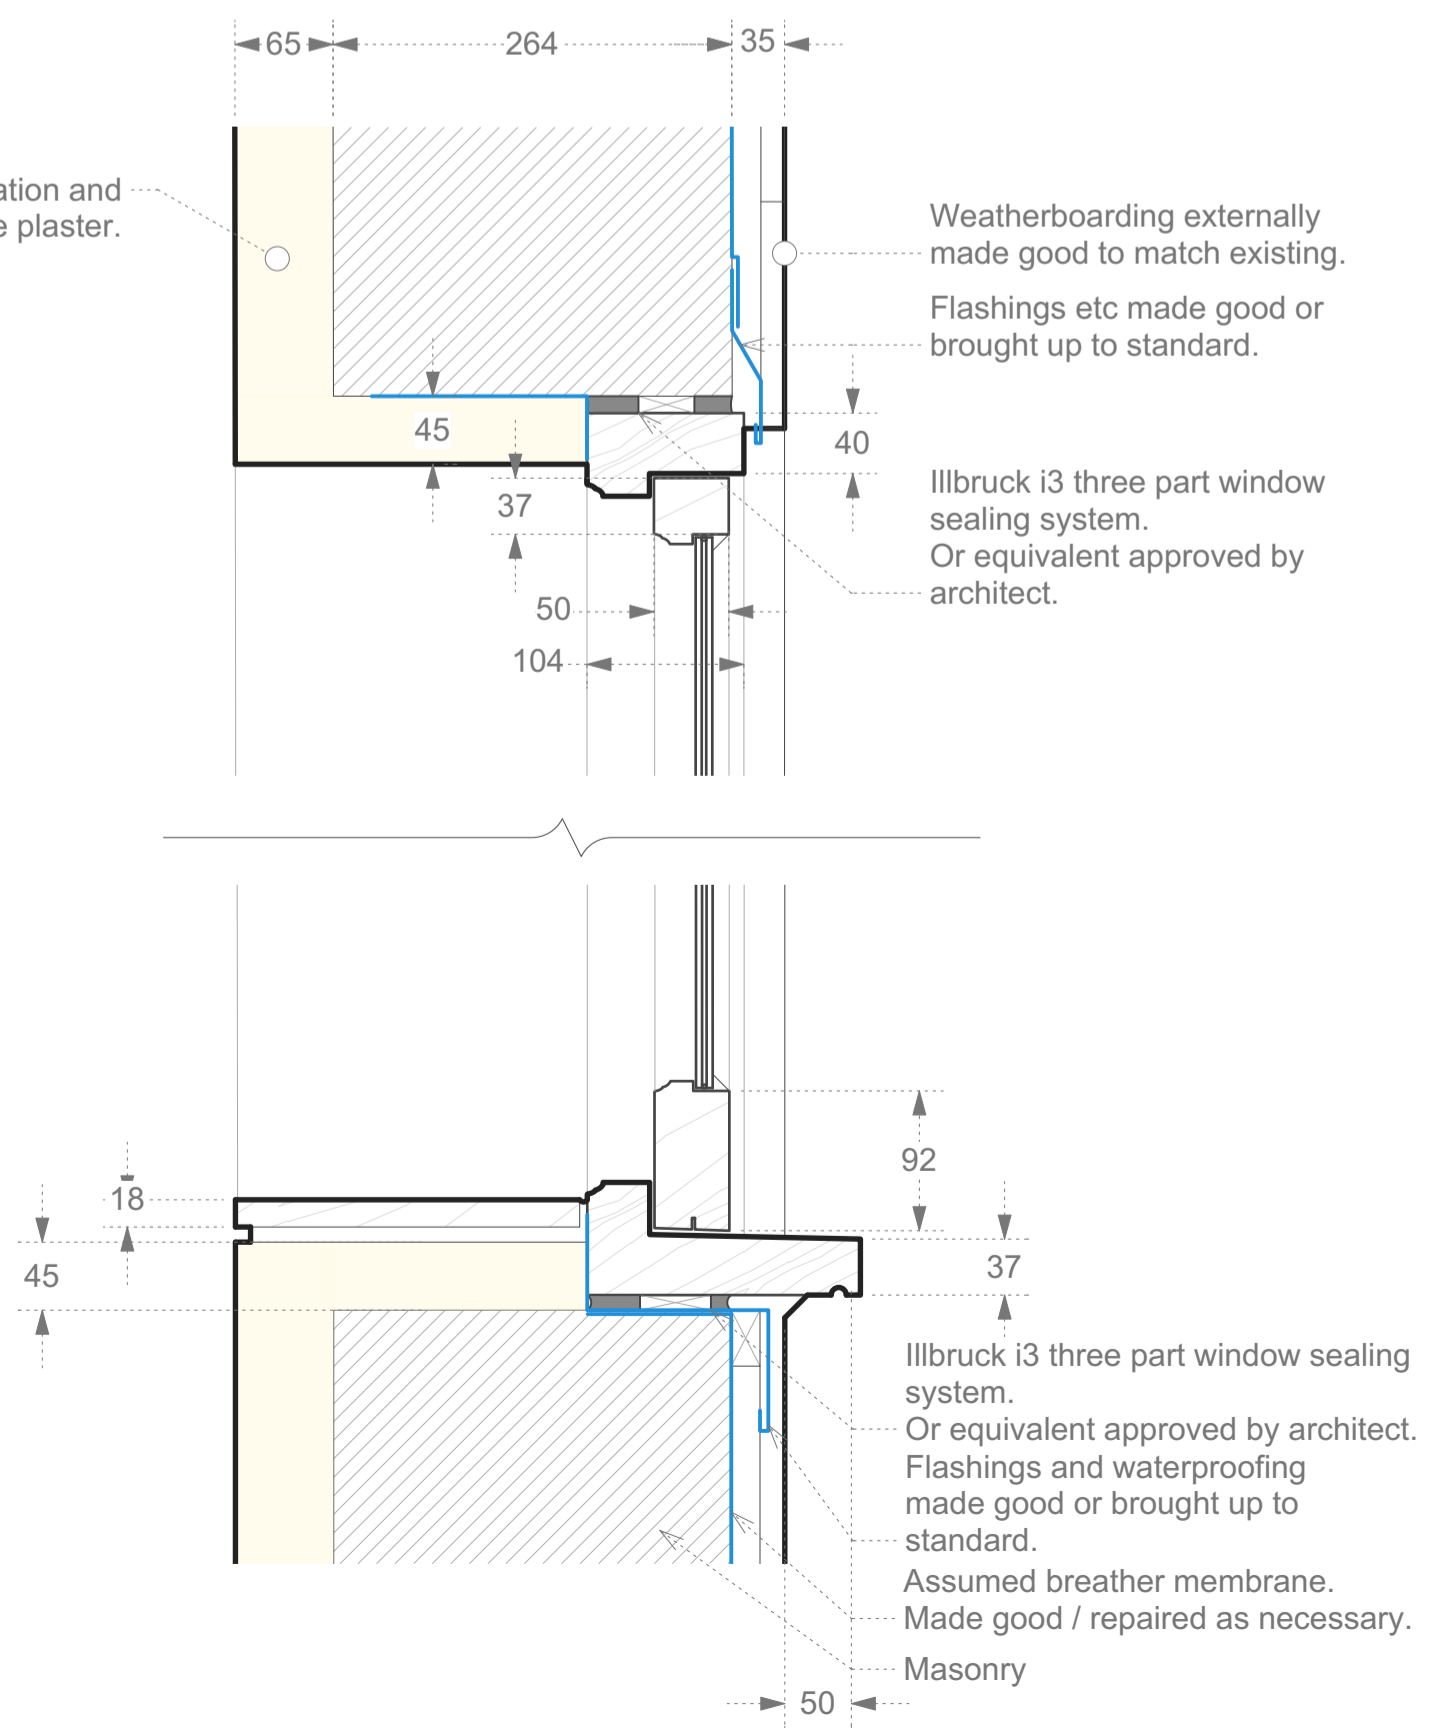 65
264
35
ation and
e plaster.
Weatherboarding externally
made good to match existing.
Flashings etc made good or
brought up to standard.
45
40
37
Illbruck i3 three part window
sealing system.
Or equivalent approved by
architect.
50
104
92
18
45
37
Illbruck i3 three part window sealing
system.
Or equivalent approved by architect.
Flashings and waterproofing
made good or brought up to
standard.
Assumed breather membrane.
Made good / repaired as necessary.
Masonry
50